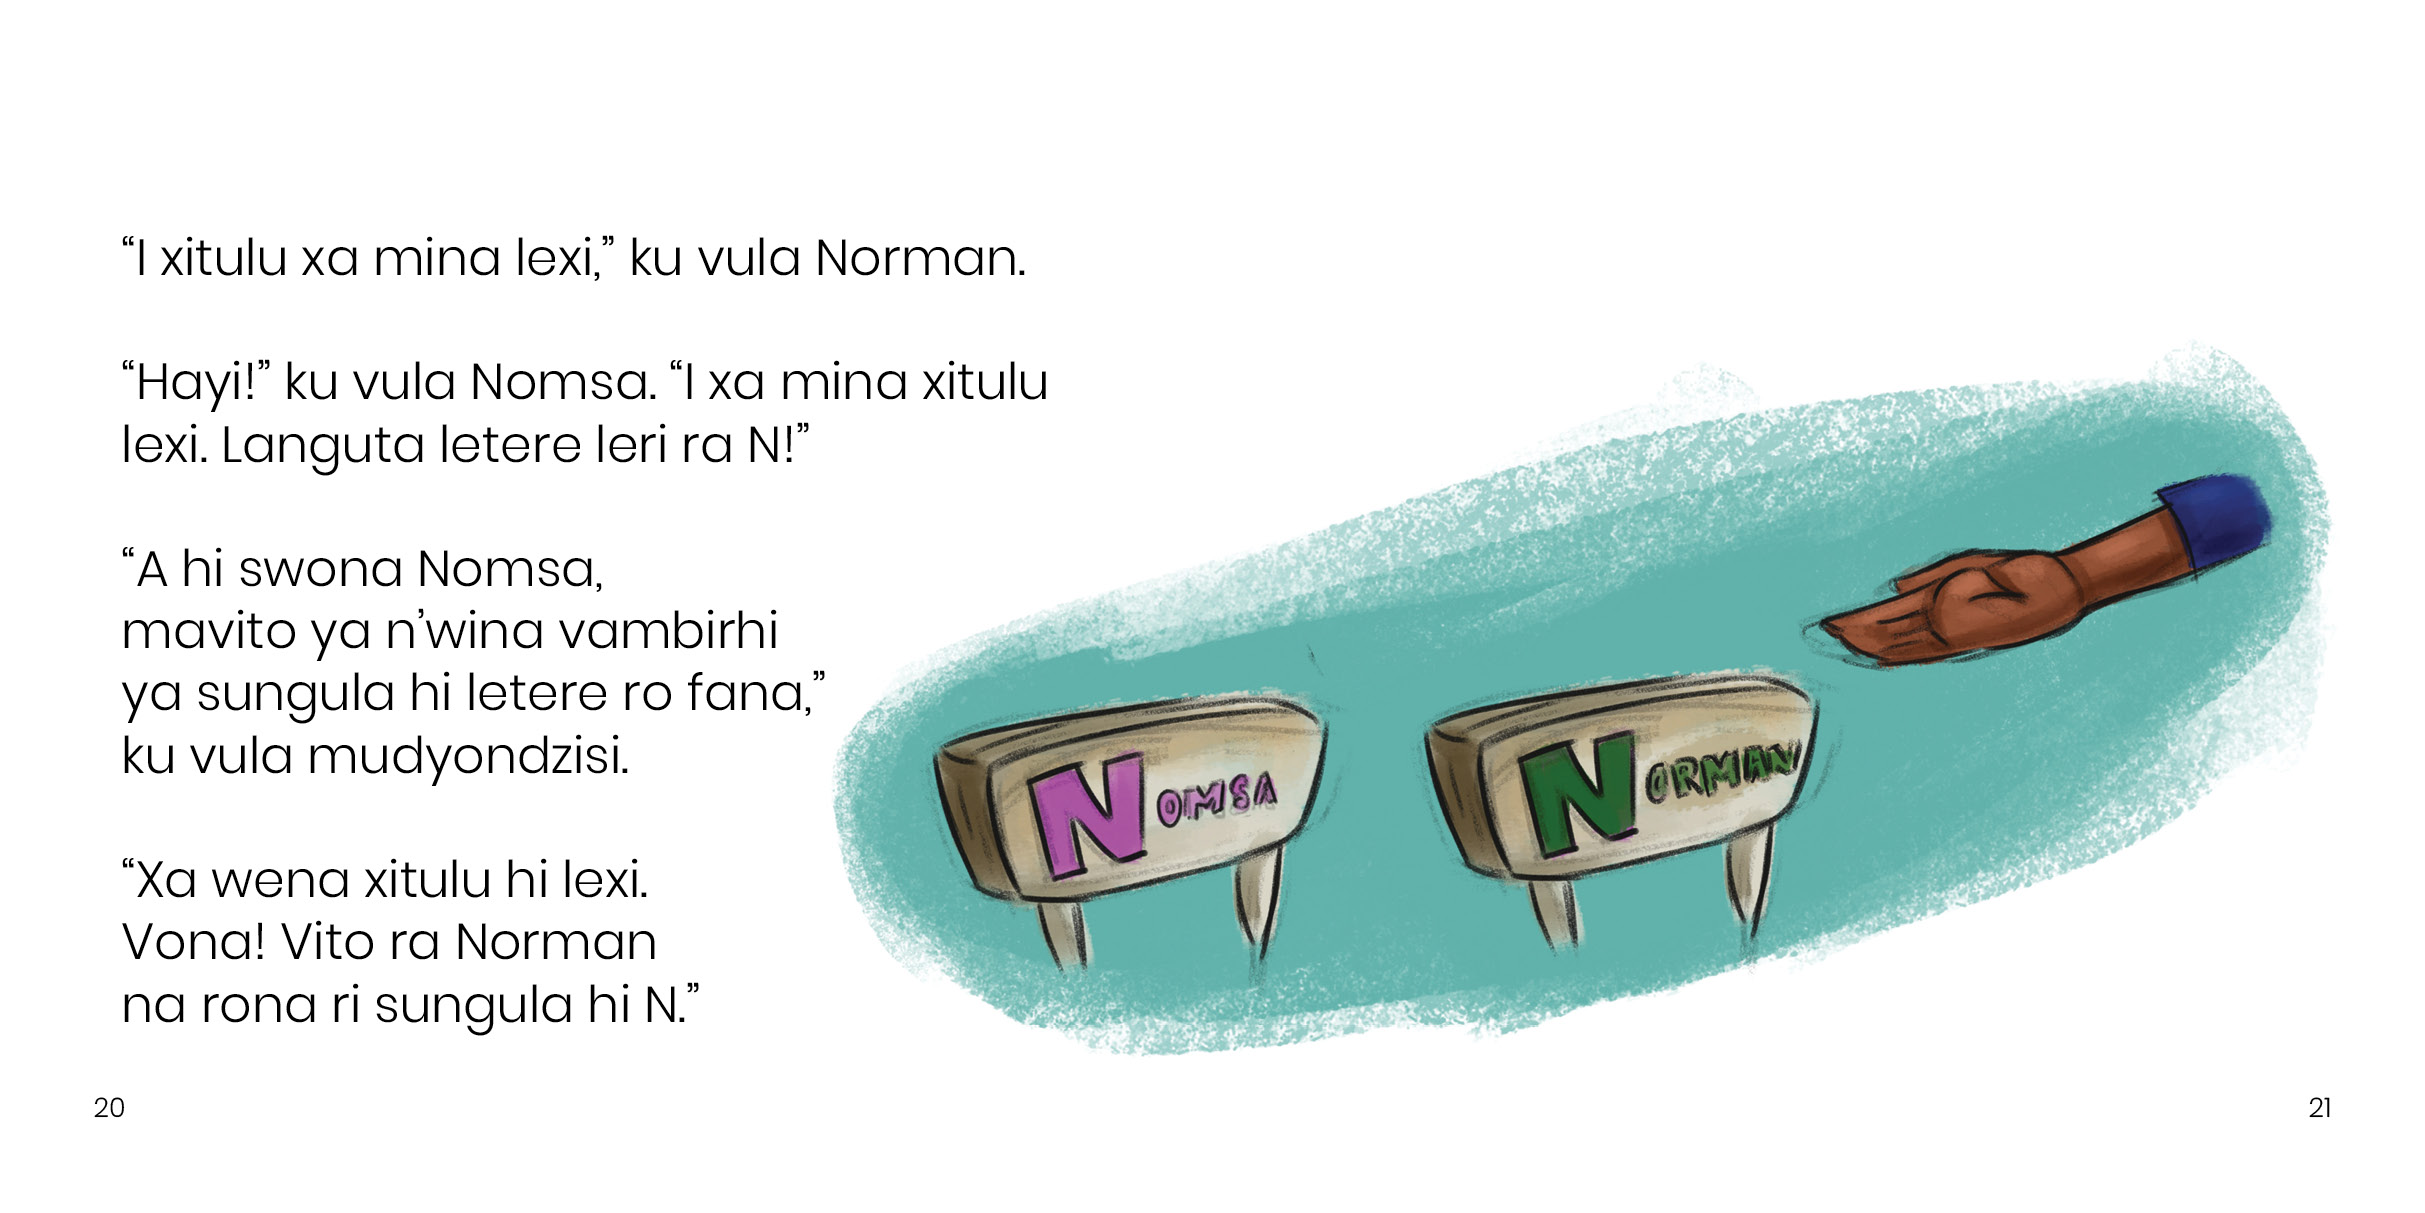 “I xitulu xa mina lexi,” ku vula Norman.
“Hayi!” ku vula Nomsa. “I xa mina xitulu
lexi. Languta letere leri ra N!”
“A hi swona Nomsa,
mavito ya n’wina vambirhi
ya sungula hi letere ro fana,”
ku vula mudyondzisi.
“Xa wena xitulu hi lexi.
Vona! Vito ra Norman
na rona ri sungula hi N.”
NOMSA
NORMAN
20
21